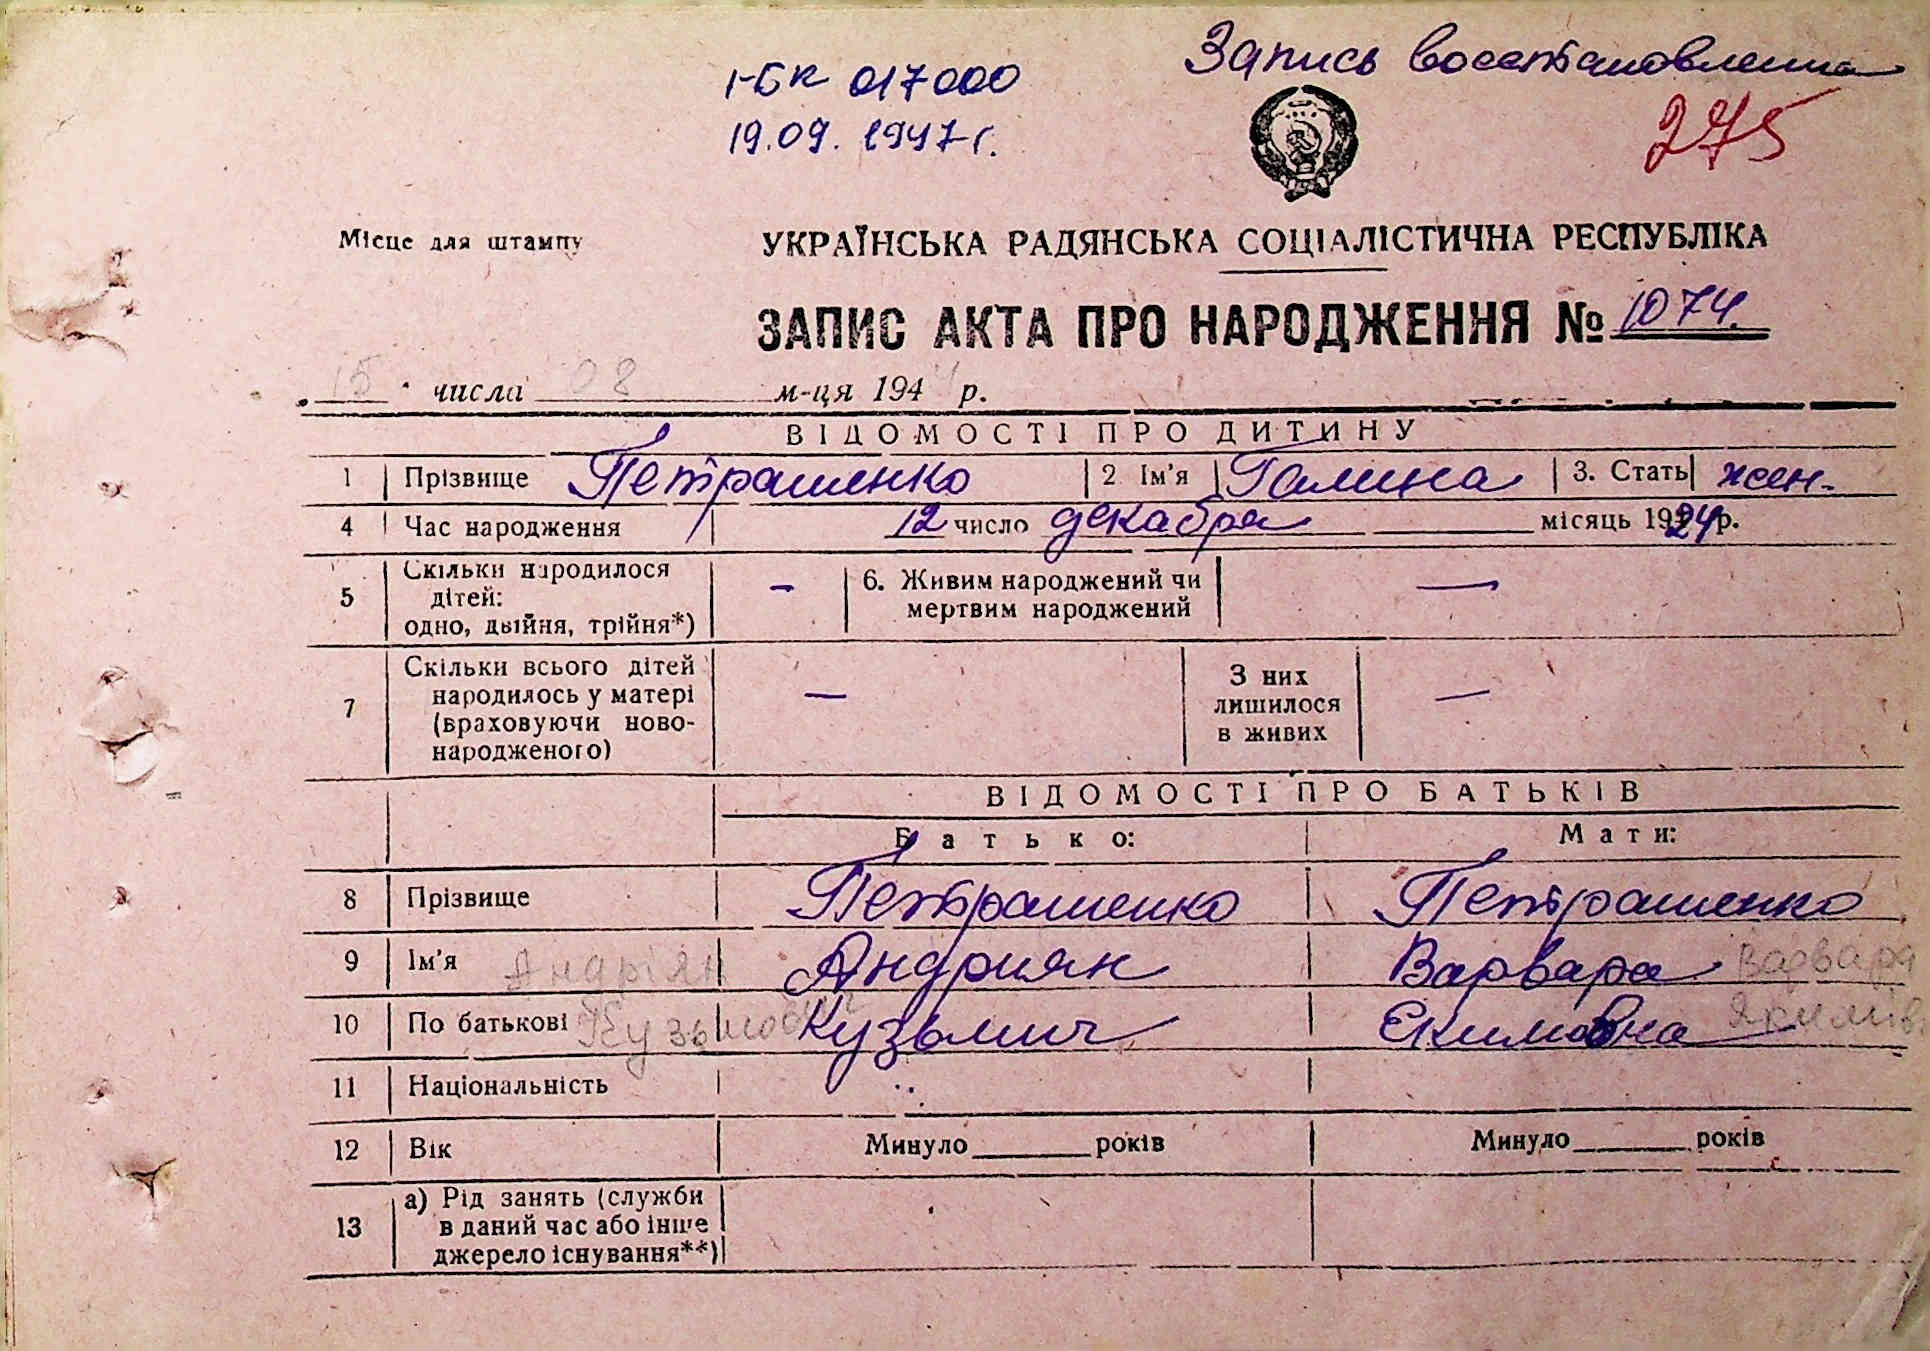 Запись восстановлена
I-БК 017000
19.09.1947 г.
275
Місце для штампу
УКРАЇНСЬКА РАДЯНСЬКА СОЦІАЛІСТИЧНА РЕСПУБЛІКА
ЗАПИС АКТА ПРО НАРОДЖЕННЯ № 1074.
15 числа 08 м-ця 194 р.
ВІДОМОСТІ ПРО ДИТИНУ
1 Прізвище Петрашенко 2 Ім'я Галина 3. Стать жен.
4 Час народження 12 число декабря місяць 1924 р.
5 Скільки народилося дітей: одно, двійня, трійня*) — 6. Живим народжений чи мертвим народжений —
7 Скільки всього дітей народилось у матері (враховуючи ново-народженого) — З них лишилося в живих —
ВІДОМОСТІ ПРО БАТЬКІВ
Батько: Мати:
8 Прізвище Петрашенко Петрашенко
9 Ім'я Андріян Андриян Варвара Варвара
10 По батькові Кузьмович Кузьмич Екимовна Якимів
11 Національність
12 Вік Минуло ______ років Минуло ______ років
13 а) Рід занять (служби в даний час або інше джерело існування**)